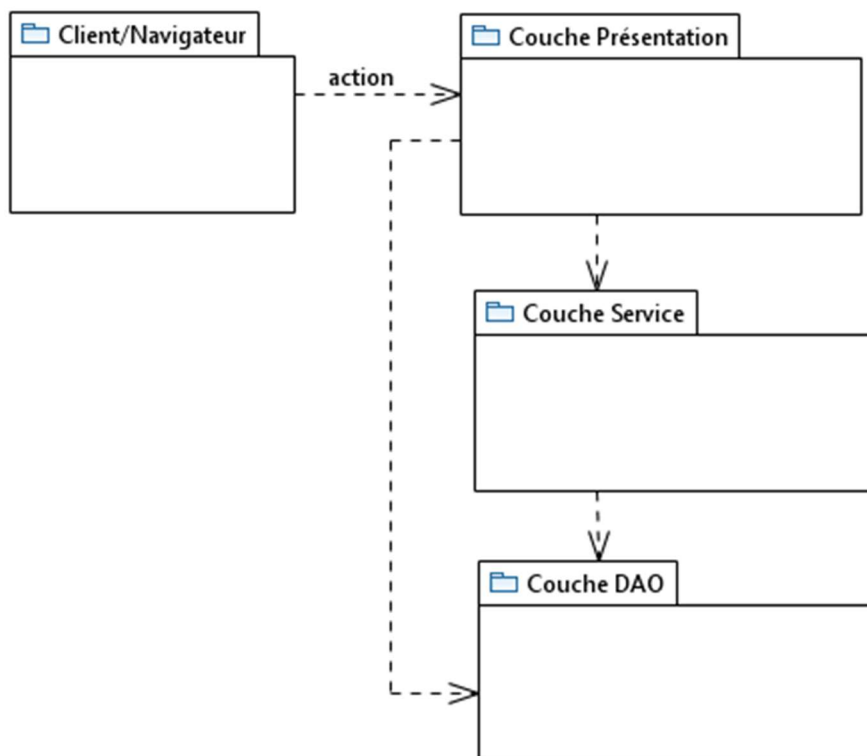 Client/Navigateur
Couche Présentation
action
Couche Service
Couche DAO